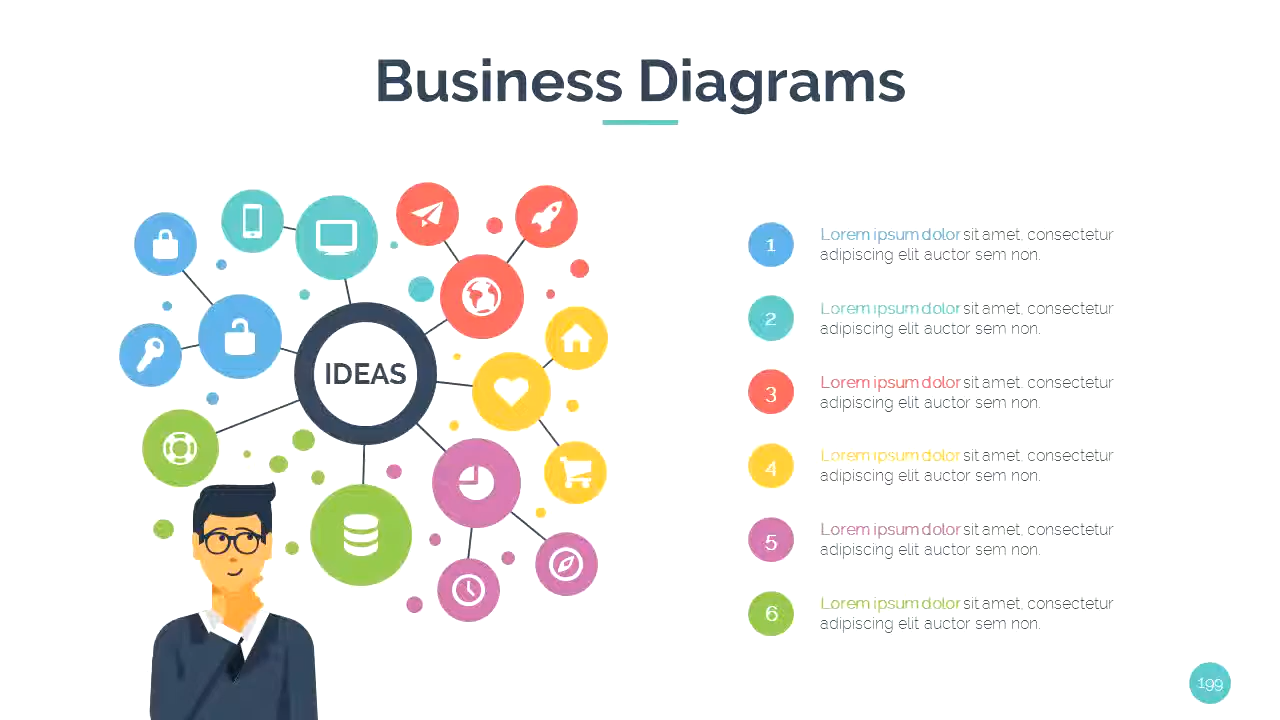 Business Diagrams
IDEAS
1
Lorem ipsum dolor sit amet, consectetur
adipiscing elit auctor sem non.
2
Lorem ipsum dolor sit amet, consectetur
adipiscing elit auctor sem non.
3
Lorem ipsum dolor sit amet, consectetur
adipiscing elit auctor sem non.
4
Lorem ipsum dolor sit amet, consectetur
adipiscing elit auctor sem non.
5
Lorem ipsum dolor sit amet, consectetur
adipiscing elit auctor sem non.
6
Lorem ipsum dolor sit amet, consectetur
adipiscing elit auctor sem non.
199